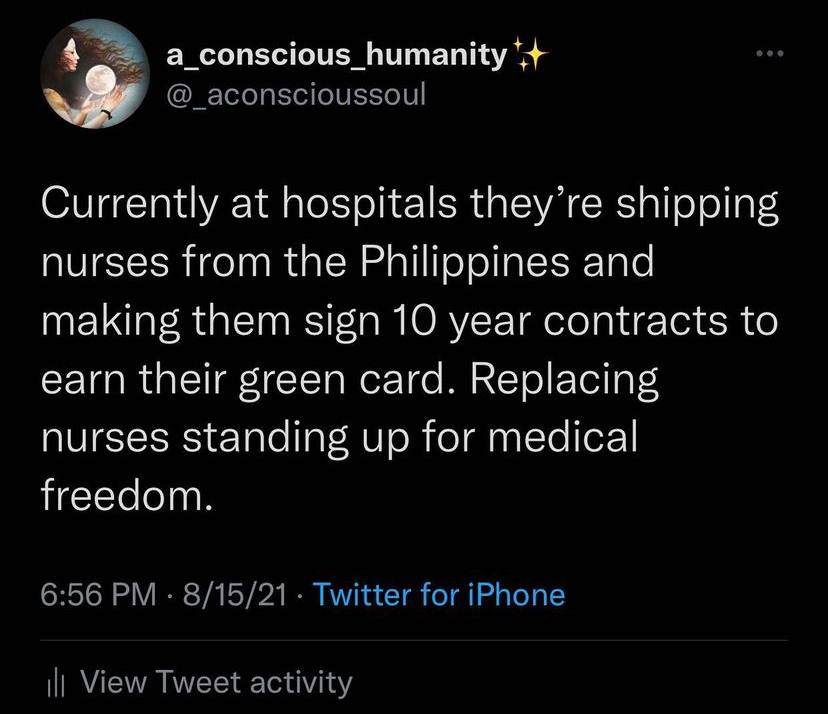 a_conscious_humanity✨
@_aconscioussoul
Currently at hospitals they’re shipping
nurses from the Philippines and
making them sign 10 year contracts to
earn their green card. Replacing
nurses standing up for medical
freedom.
6:56 PM · 8/15/21 · Twitter for iPhone
View Tweet activity